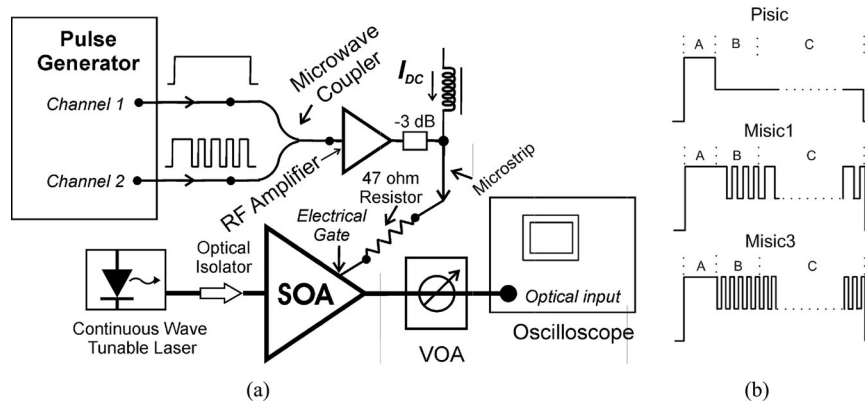 Pulse
Generator
Channel 1
Channel 2
Microwave
Coupler
RF Amplifier
-3 dB
IDC
Microstrip
47 ohm
Resistor
Electrical
Gate
Optical
Isolator
SOA
Continuous Wave
Tunable Laser
VOA
Optical input
Oscilloscope
(a)
Pisic
A B C
Misic1
A B C
Misic3
A B C
(b)